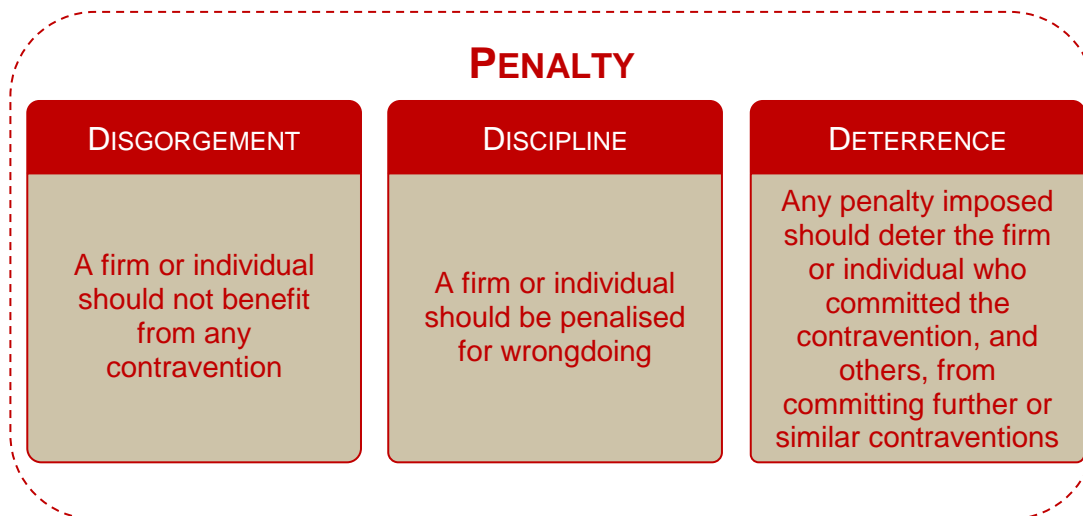 PENALTY
DISGORGEMENT
A firm or individual
should not benefit
from any
contravention
DISCIPLINE
A firm or individual
should be penalised
for wrongdoing
DETERRENCE
Any penalty imposed
should deter the firm
or individual who
committed the
contravention, and
others, from
committing further or
similar contraventions